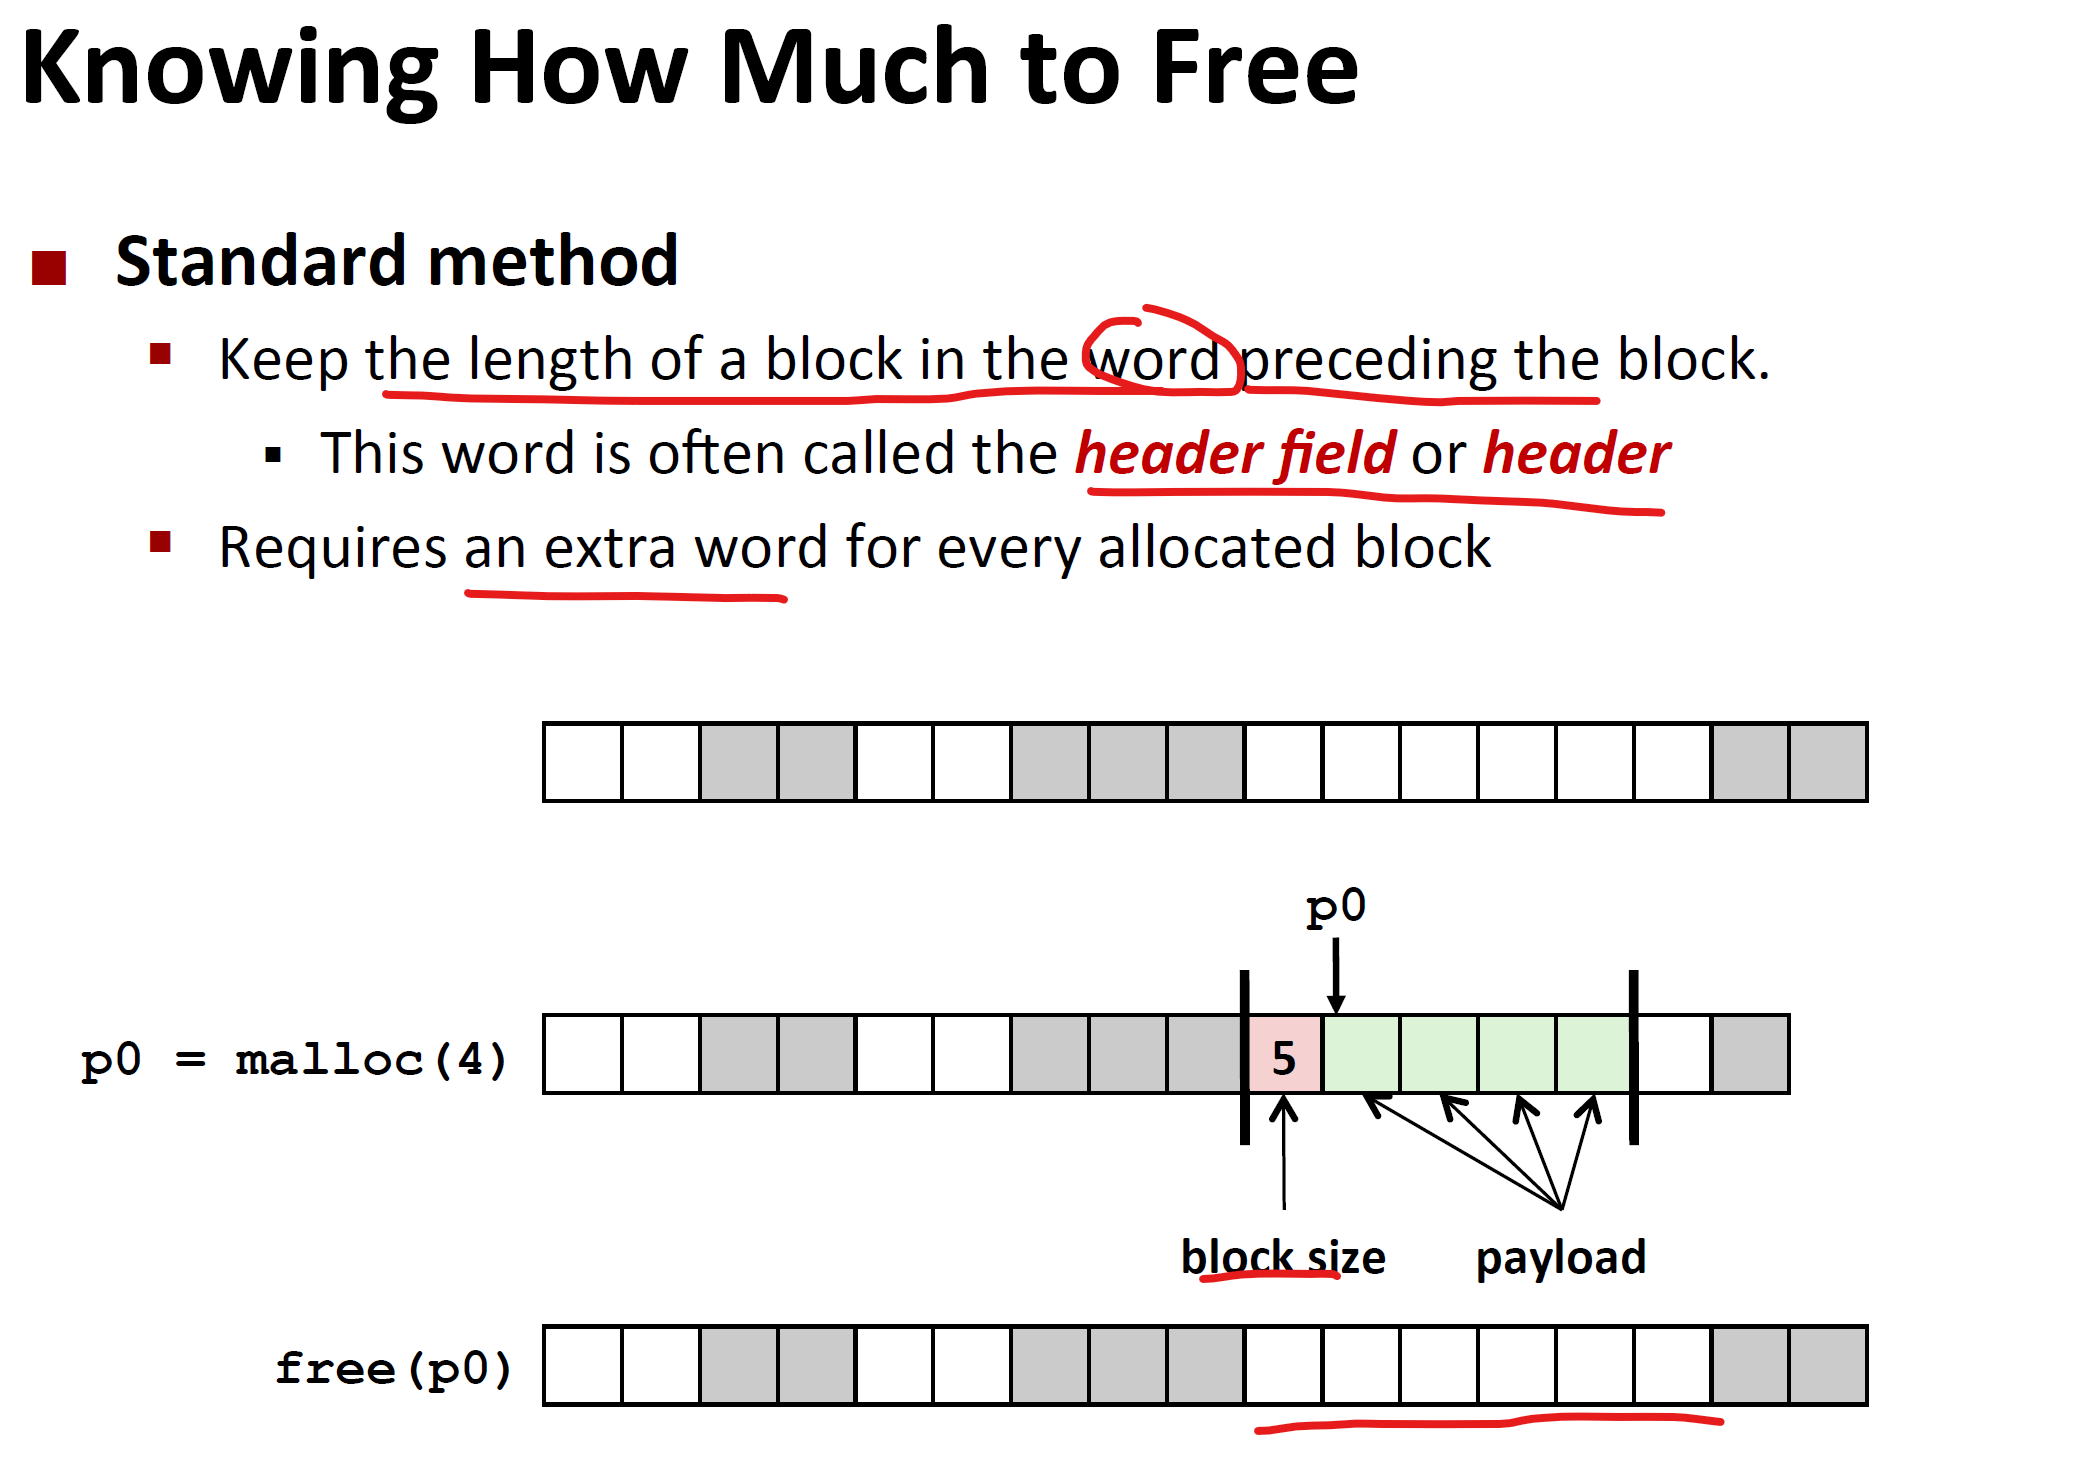 Knowing How Much to Free
Standard method
Keep the length of a block in the word preceding the block.
This word is often called the header field or header
Requires an extra word for every allocated block
p0
p0 = malloc(4)
5
block size
payload
free(p0)